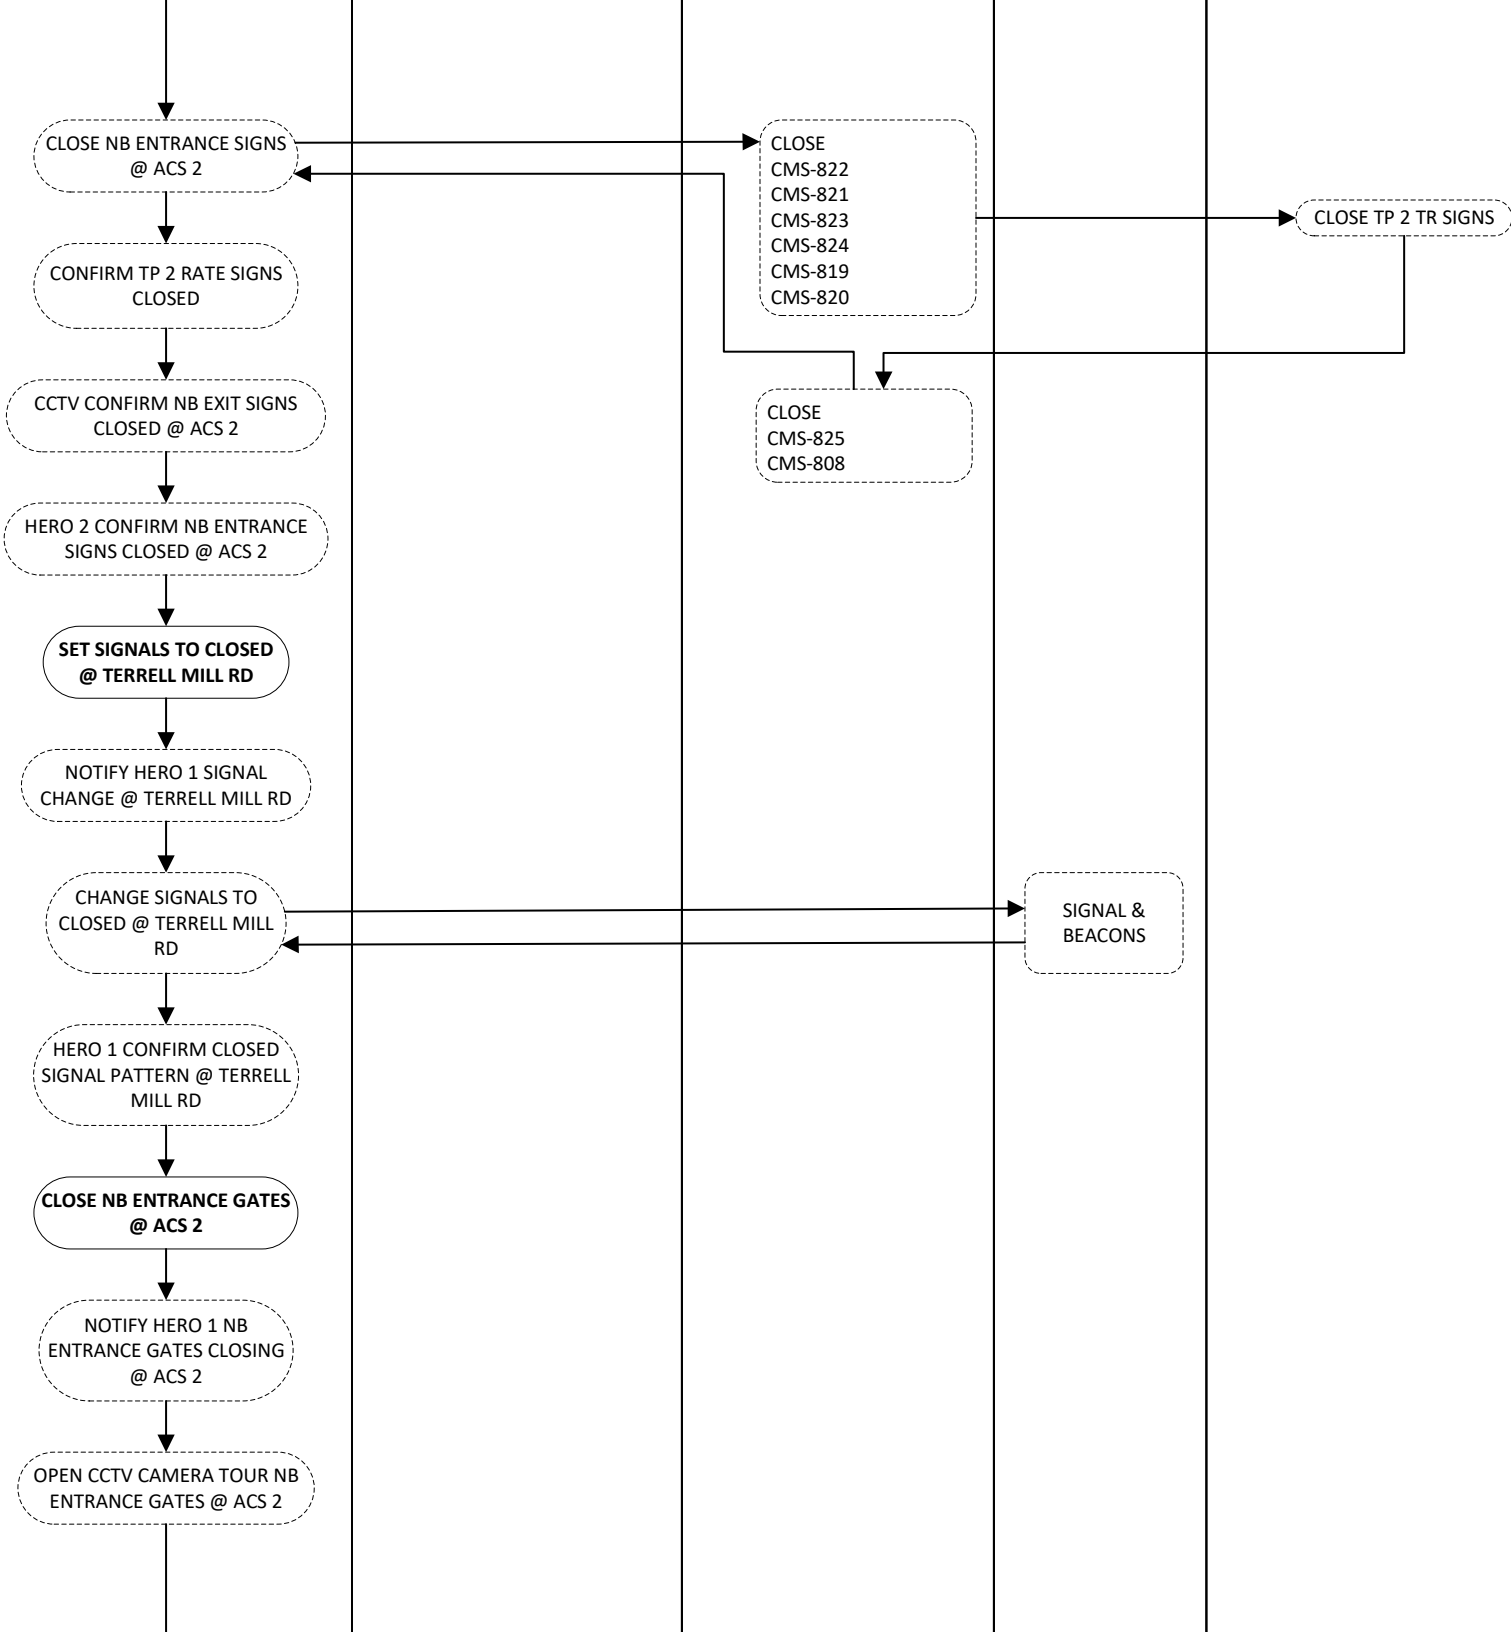 CLOSE NB ENTRANCE SIGNS
@ ACS 2
CLOSE
CMS-822
CMS-821
CMS-823
CMS-824
CMS-819
CMS-820
CLOSE TP 2 TR SIGNS
CONFIRM TP 2 RATE SIGNS
CLOSED
CCTV CONFIRM NB EXIT SIGNS
CLOSED @ ACS 2
CLOSE
CMS-825
CMS-808
HERO 2 CONFIRM NB ENTRANCE
SIGNS CLOSED @ ACS 2
SET SIGNALS TO CLOSED
@ TERRELL MILL RD
NOTIFY HERO 1 SIGNAL
CHANGE @ TERRELL MILL RD
CHANGE SIGNALS TO
CLOSED @ TERRELL MILL
RD
SIGNAL &
BEACONS
HERO 1 CONFIRM CLOSED
SIGNAL PATTERN @ TERRELL
MILL RD
CLOSE NB ENTRANCE GATES
@ ACS 2
NOTIFY HERO 1 NB
ENTRANCE GATES CLOSING
@ ACS 2
OPEN CCTV CAMERA TOUR NB
ENTRANCE GATES @ ACS 2